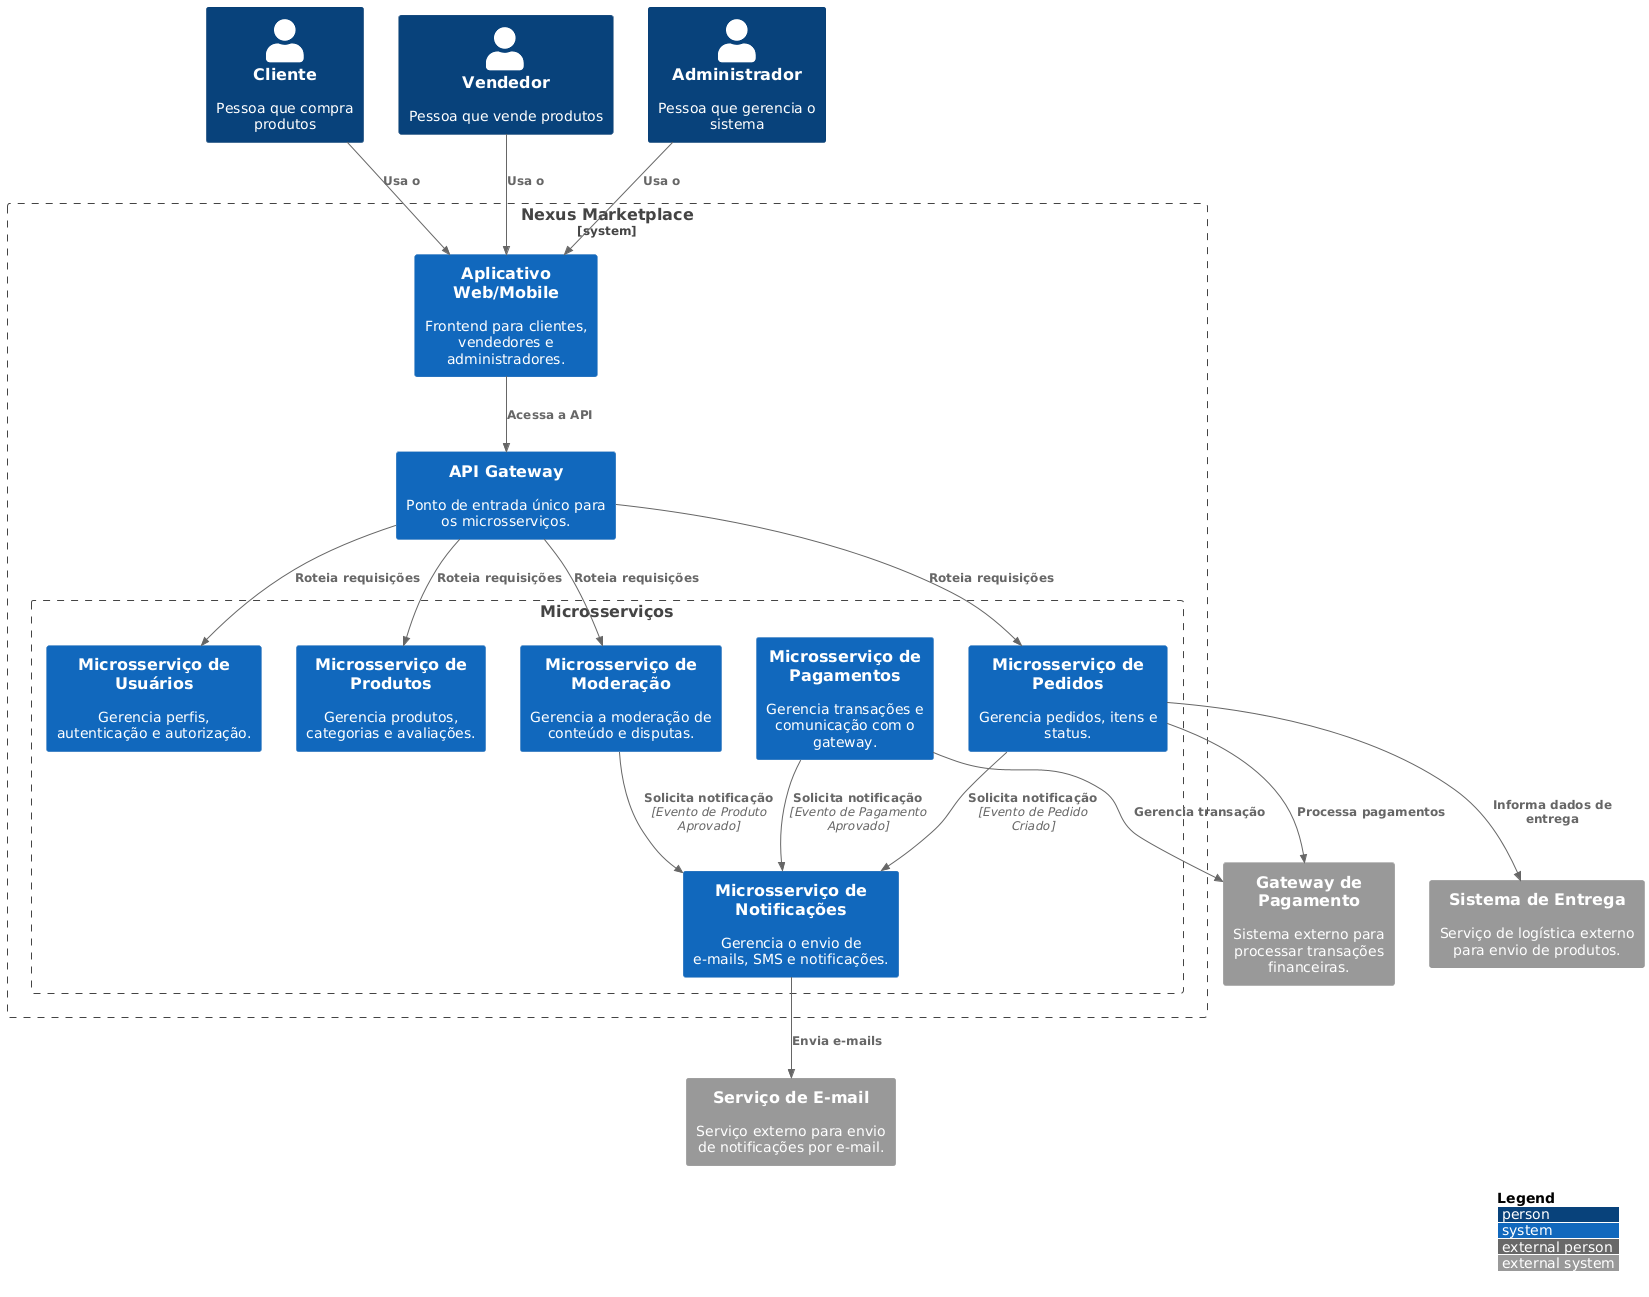 Cliente
Pessoa que compra
produtos
Vendedor
Pessoa que vende produtos
Administrador
Pessoa que gerencia o
sistema
Usa o
Usa o
Usa o
Nexus Marketplace
[system]
Aplicativo
Web/Mobile
Frontend para clientes,
vendedores e
administradores.
Acessa a API
API Gateway
Ponto de entrada único para
os microsserviços.
Roteia requisições
Roteia requisições
Roteia requisições
Roteia requisições
Microsserviços
Microsserviço de
Usuários
Gerencia perfis,
autenticação e autorização.
Microsserviço de
Produtos
Gerencia produtos,
categorias e avaliações.
Microsserviço de
Moderação
Gerencia a moderação de
conteúdo e disputas.
Microsserviço de
Pagamentos
Gerencia transações e
comunicação com o
gateway.
Microsserviço de
Pedidos
Gerencia pedidos, itens e
status.
Solicita notificação
[Evento de Produto
Aprovado]
Solicita notificação
[Evento de Pagamento
Aprovado]
Solicita notificação
[Evento de Pedido
Criado]
Gerencia transação
Processa pagamentos
Informa dados de
entrega
Microsserviço de
Notificações
Gerencia o envio de
e-mails, SMS e notificações.
Gateway de
Pagamento
Sistema externo para
processar transações
financeiras.
Sistema de Entrega
Serviço de logística externo
para envio de produtos.
Envia e-mails
Serviço de E-mail
Serviço externo para envio
de notificações por e-mail.
Legend
person
system
external person
external system